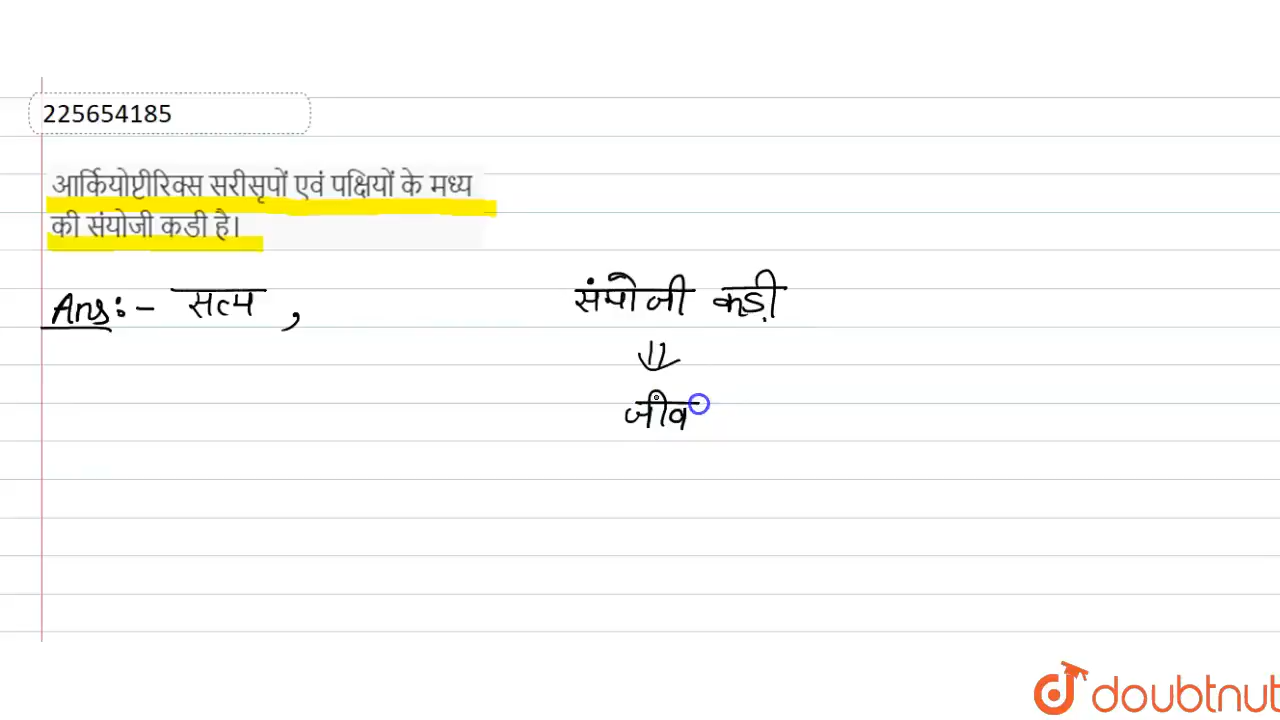 225654185
आर्कियोप्टीरिक्स सरीसृपों एवं पक्षियों के मध्य
की संयोजी कडी है।
Ans:- सत्य , संयोजी कड़ी
जीव
doubtnut